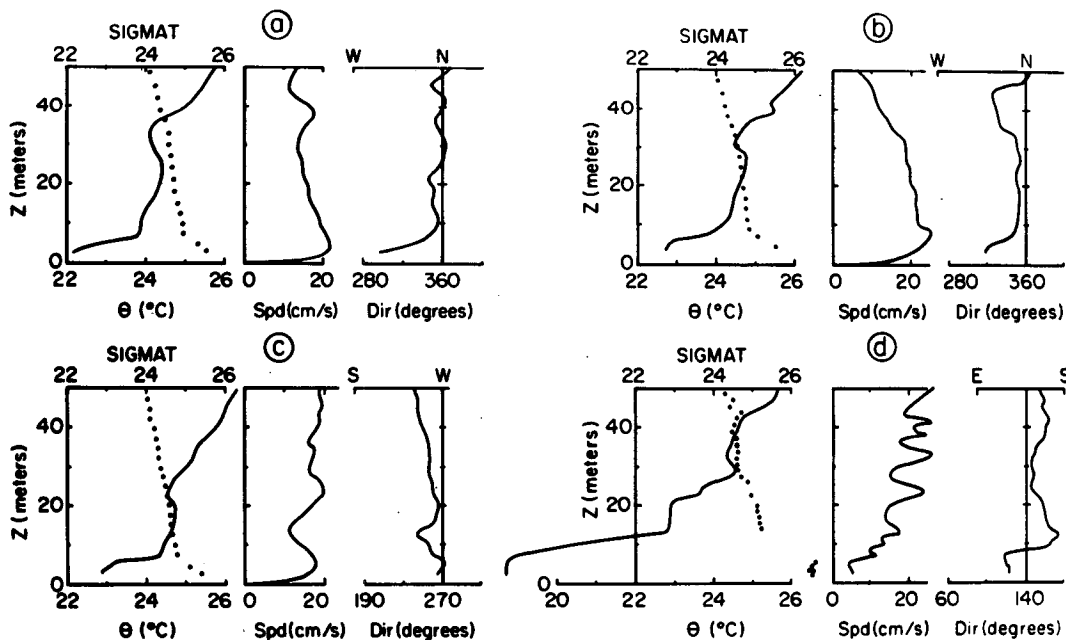 SIGMAT ⓐ
22 24 26 W N
Z (meters)
40
20
0
22 24 26 0 20 280 360
θ (°C) Spd(cm/s) Dir(degrees)
SIGMAT ⓑ
22 24 26 W N
Z (meters)
40
20
0
22 24 26 0 20 280 360
θ (°C) Spd(cm/s) Dir(degrees)
SIGMAT ⓒ
22 24 26 S W
Z (meters)
40
20
0
22 24 26 0 20 190 270
θ (°C) Spd(cm/s) Dir(degrees)
SIGMAT ⓓ
22 24 26 E S
Z (meters)
40
20
0
20 22 24 26 0 20 60 140
θ (°C) Spd(cm/s) Dir(degrees)